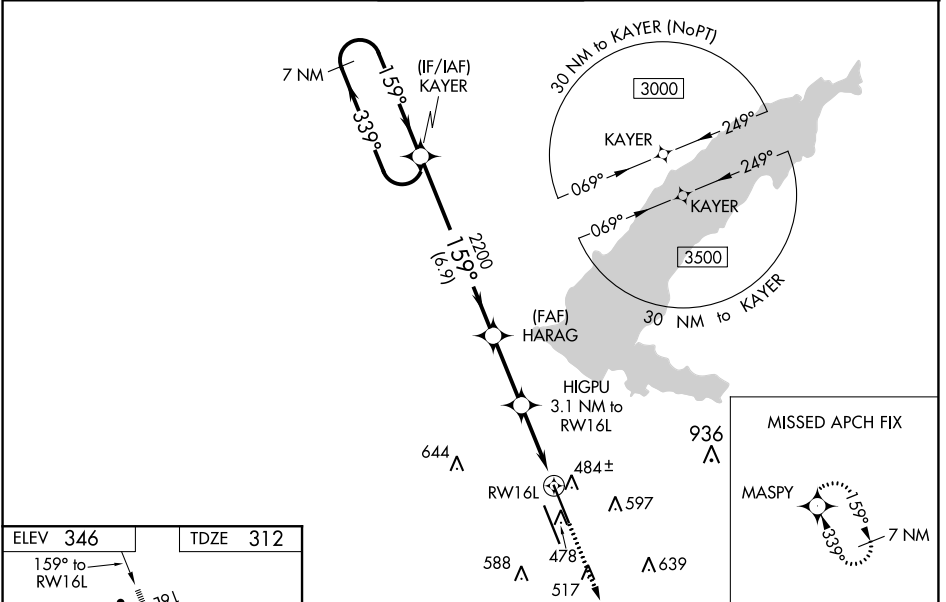 30 NM to KAYER (NoPT)
3000
KAYER
249°
069°
249°
069°
KAYER
3500
30 NM to KAYER
7 NM
159°
339°
(IF/IAF)
KAYER
2200
159°
(6.9)
(FAF)
HARAG
HIGPU
3.1 NM to
RW16L
644
936
484±
RW16L
597
478
588
517
639
MISSED APCH FIX
MASPY
159°
339°
7 NM
ELEV 346
TDZE 312
159° to
RW16L